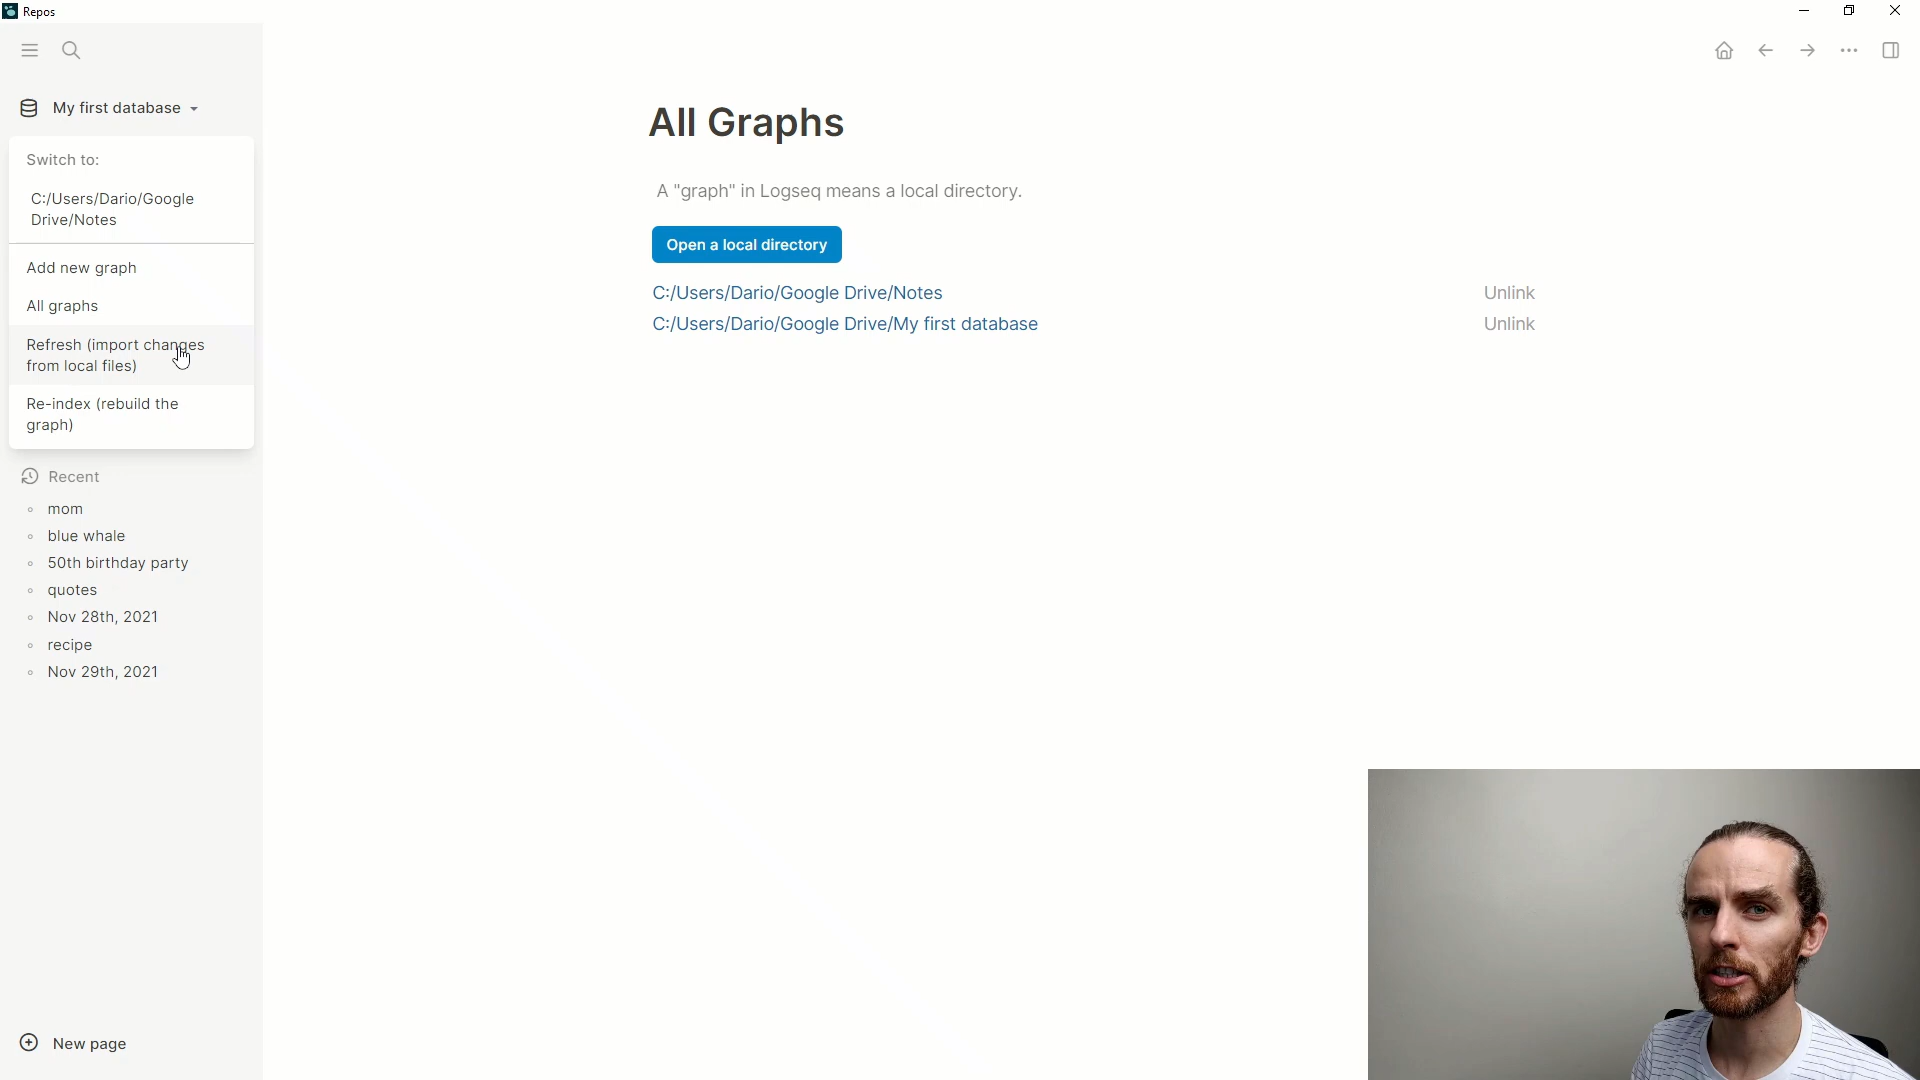 Repos
My first database
Switch to:
C:/Users/Dario/Google
Drive/Notes
Add new graph
All graphs
Refresh (import changes
from local files)
Re-index (rebuild the
graph)
Recent
mom
blue whale
50th birthday party
quotes
Nov 28th, 2021
recipe
Nov 29th, 2021
New page
All Graphs
A "graph" in Logseq means a local directory.
Open a local directory
C:/Users/Dario/Google Drive/Notes Unlink
C:/Users/Dario/Google Drive/My first database Unlink